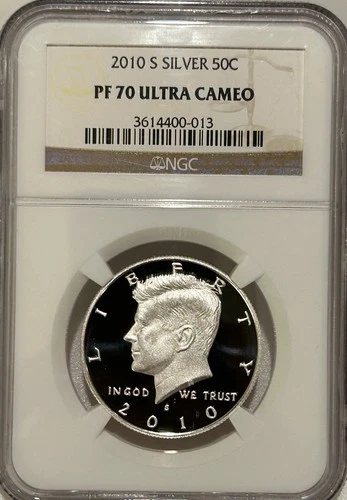 2010 S SILVER 50C
PF 70 ULTRA CAMEO
3614400-013
NGC
LIBERTY
IN GOD WE TRUST
S
2010